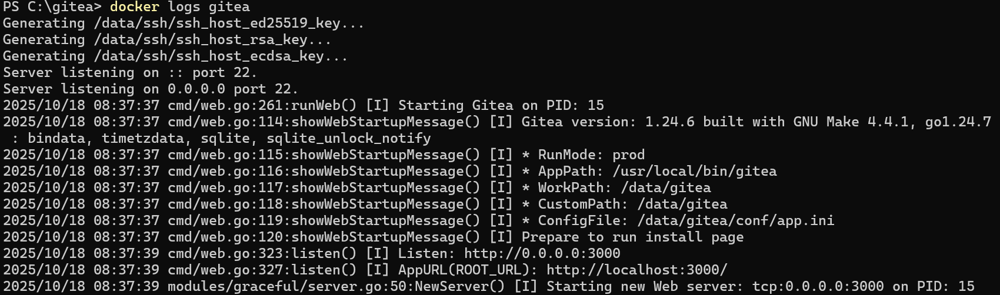 PS C:\gitea> docker logs gitea
Generating /data/ssh/ssh_host_ed25519_key...
Generating /data/ssh/ssh_host_rsa_key...
Generating /data/ssh/ssh_host_ecdsa_key...
Server listening on :: port 22.
Server listening on 0.0.0.0 port 22.
2025/10/18 08:37:37 cmd/web.go:261:runWeb() [I] Starting Gitea on PID: 15
2025/10/18 08:37:37 cmd/web.go:114:showWebStartupMessage() [I] Gitea version: 1.24.6 built with GNU Make 4.4.1, go1.24.7
 : bindata, timetzdata, sqlite, sqlite_unlock_notify
2025/10/18 08:37:37 cmd/web.go:115:showWebStartupMessage() [I] * RunMode: prod
2025/10/18 08:37:37 cmd/web.go:116:showWebStartupMessage() [I] * AppPath: /usr/local/bin/gitea
2025/10/18 08:37:37 cmd/web.go:117:showWebStartupMessage() [I] * WorkPath: /data/gitea
2025/10/18 08:37:37 cmd/web.go:118:showWebStartupMessage() [I] * CustomPath: /data/gitea
2025/10/18 08:37:37 cmd/web.go:119:showWebStartupMessage() [I] * ConfigFile: /data/gitea/conf/app.ini
2025/10/18 08:37:37 cmd/web.go:120:showWebStartupMessage() [I] Prepare to run install page
2025/10/18 08:37:39 cmd/web.go:323:listen() [I] Listen: http://0.0.0.0:3000
2025/10/18 08:37:39 cmd/web.go:327:listen() [I] AppURL(ROOT_URL): http://localhost:3000/
2025/10/18 08:37:39 modules/graceful/server.go:50:NewServer() [I] Starting new Web server: tcp:0.0.0.0:3000 on PID: 15